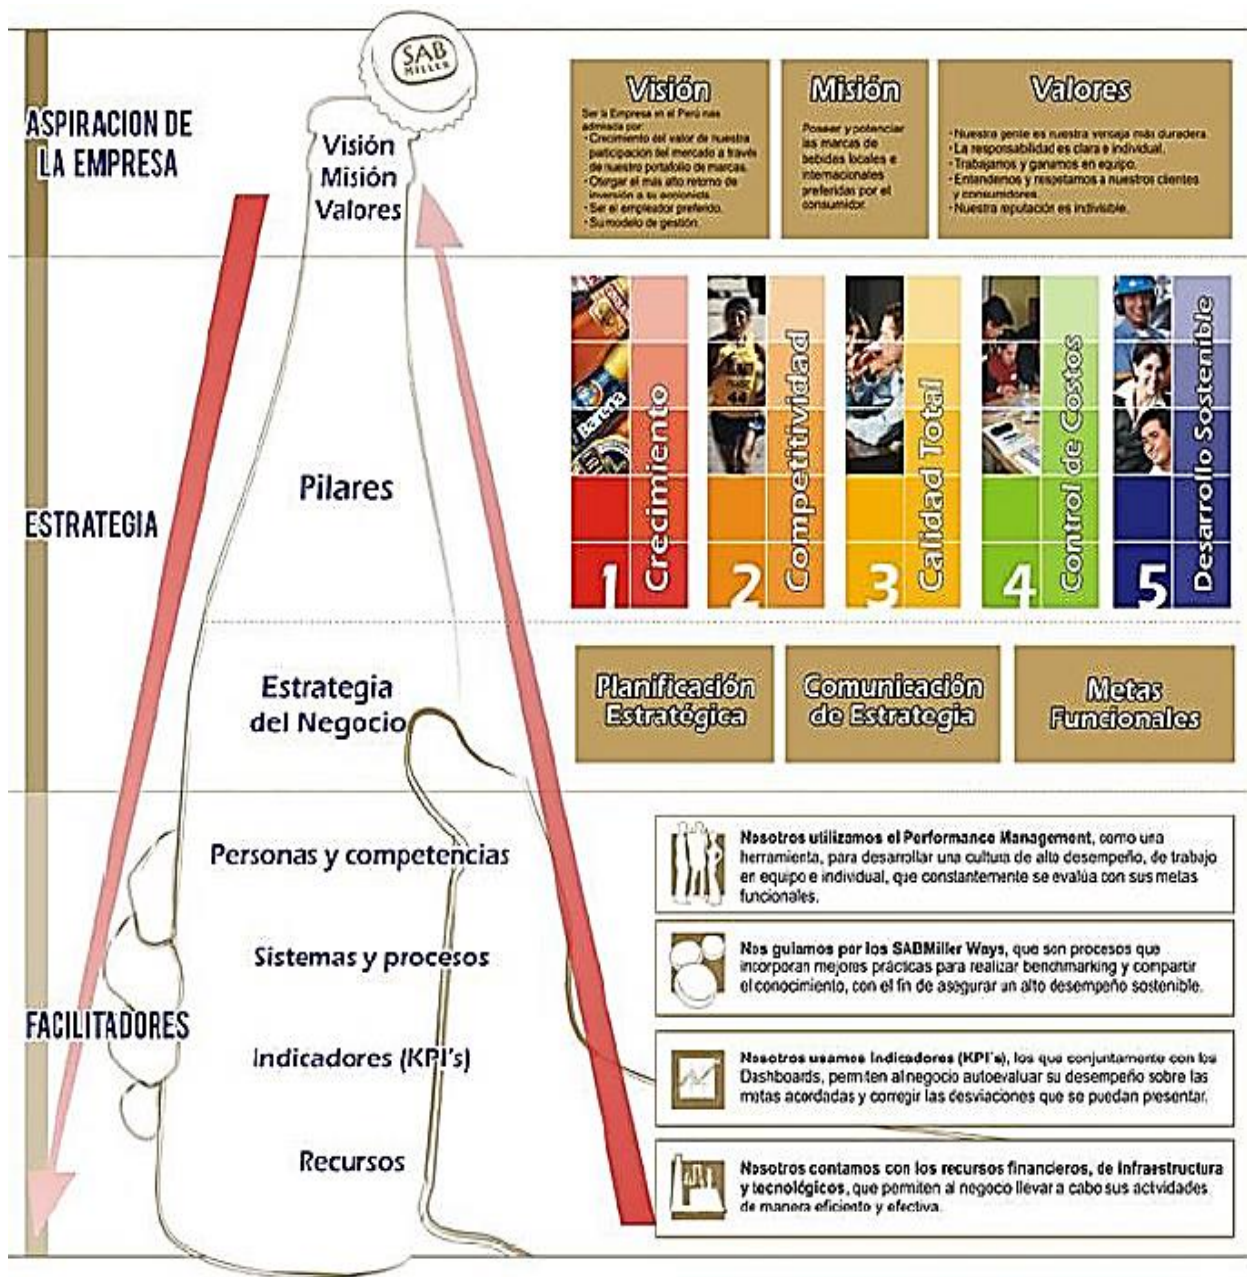 SAB
MILLER
ASPIRACION DE
LA EMPRESA
Visión
Misión
Valores
Visión
Ser la Empresa en el Perú mas
admirada por:
• Crecimiento del valor de nuestra
participación del mercado a través
de nuestro portafolio de marcas.
• Otorgar el mas alto retorno de
inversión a su accionista.
• Ser el empleador preferido.
• Su modelo de gestión.
Misión
Poseer y potenciar
las marcas de
bebidas locales e
internacionales
preferidas por el
consumidor.
Valores
• Nuestra gente es nuestra ventaja más duradera.
• La responsabilidad es clara e individual.
• Trabajamos y ganamos en equipo.
• Entendemos y respetamos a nuestros clientes
y consumidores.
• Nuestra reputación es indivisible.
ESTRATEGIA
Pilares
1 Crecimiento
2 Competitividad
3 Calidad Total
4 Control de Costos
5 Desarrollo Sostenible
Barena
Estrategia
del Negocio
Planificación
Estratégica
Comunicación
de Estrategia
Metas
Funcionales
FACILITADORES
Personas y competencias
Nosotros utilizamos el Performance Management, como una
herramienta, para desarrollar una cultura de alto desempeño, de trabajo
en equipo e individual, que constantemente se evalúa con sus metas
funcionales.
Sistemas y procesos
Nos guiamos por los SABMiller Ways, que son procesos que
incorporan mejores prácticas para realizar benchmarking y compartir
el conocimiento, con el fin de asegurar un alto desempeño sostenible.
Indicadores (KPI's)
Nosotros usamos Indicadores (KPI's), los que conjuntamente con los
Dashboards, permiten al negocio autoevaluar su desempeño sobre las
metas acordadas y corregir las desviaciones que se puedan presentar.
Recursos
Nosotros contamos con los recursos financieros, de infraestructura
y tecnológicos, que permiten al negocio llevar a cabo sus actividades
de manera eficiente y efectiva.